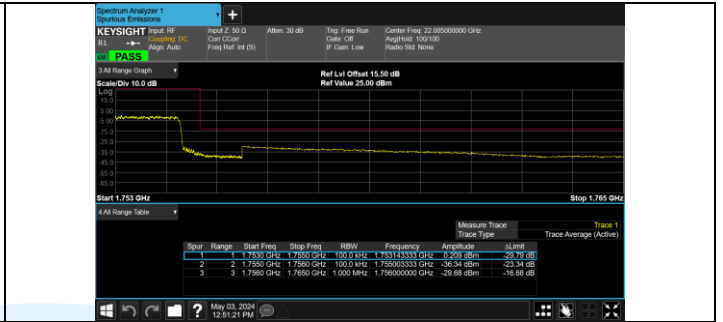 Spectrum Analyzer 1
Spurious Emissions
+
KEYSIGHT Input: RF Input Z: 50 Ω Atten: 30 dB Trig: Free Run Center Freq: 22.005000000 GHz
RL Coupling: DC Corr CCorr Gate: Off Avg|Hold: 100/100
Align: Auto Freq Ref: Int (S) IF Gain: Low Radio Std: None
PASS
3 All Range Graph
Ref Lvl Offset 15.50 dB
Scale/Div 10.0 dB Ref Value 25.00 dBm
Log
15.0
5.00
-5.00
-15.0
-25.0
-35.0
-45.0
-55.0
-65.0
Start 1.753 GHz Stop 1.765 GHz
4 All Range Table
Measure Trace Trace 1
Trace Type Trace Average (Active)
Spur Range Start Freq Stop Freq RBW Frequency Amplitude ΔLimit
1 1 1.7530 GHz 1.7550 GHz 100.0 kHz 1.753143333 GHz 0.209 dBm -29.79 dB
2 2 1.7550 GHz 1.7560 GHz 100.0 kHz 1.755003333 GHz -36.34 dBm -23.34 dB
3 3 1.7560 GHz 1.7650 GHz 1.000 MHz 1.756000000 GHz -29.68 dBm -16.68 dB
May 03, 2024
12:51:21 PM